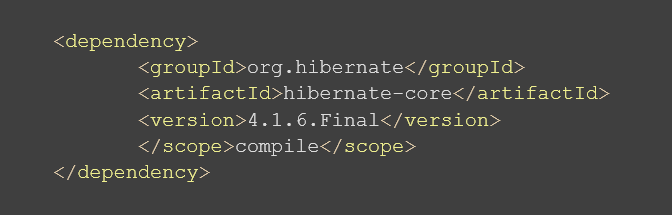 <dependency>
<groupId>org.hibernate</groupId>
<artifactId>hibernate-core</artifactId>
<version>4.1.6.Final</version>
</scope>compile</scope>
</dependency>